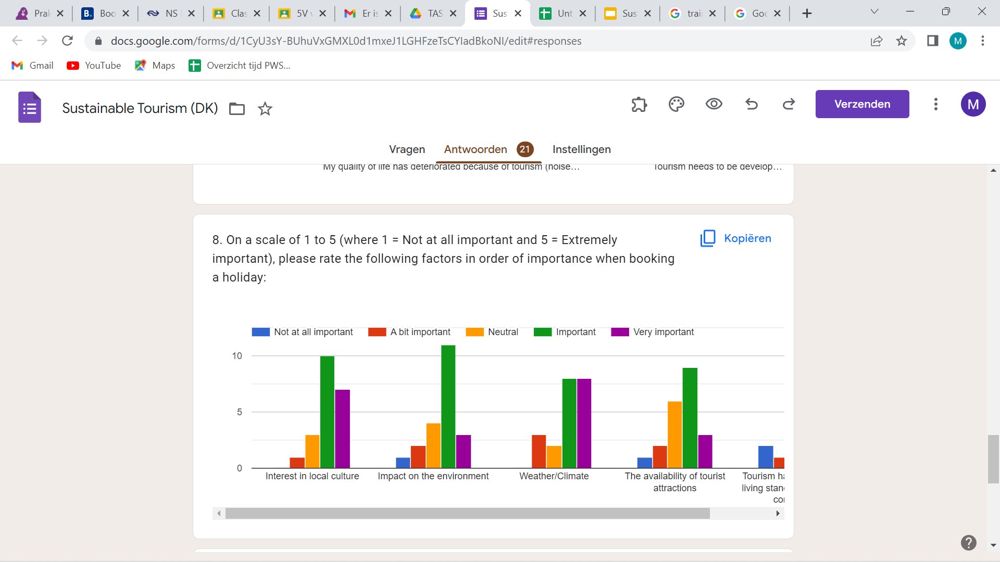 Pra
Boo
NS
Clas
5V
Er is
TAS
Sus
Unt
Sus
trai
Goo
docs.google.com/forms/d/1CyU3sY-BUhuVxGMXL0d1mxeJ1LGHFzeTsCYIadBkoNI/edit#responses
M
Gmail
YouTube
Maps
Overzicht tijd PWS...
Sustainable Tourism (DK)
Verzenden
M
Vragen
Antwoorden 21
Instellingen
My quality of life has deteriorated because of tourism (noise…
Tourism needs to be develop…
8. On a scale of 1 to 5 (where 1 = Not at all important and 5 = Extremely
important), please rate the following factors in order of importance when booking
a holiday:
Kopiëren
Not at all important
A bit important
Neutral
Important
Very important
10
5
0
Interest in local culture
Impact on the environment
Weather/Climate
The availability of tourist
attractions
Tourism ha
living stan
co